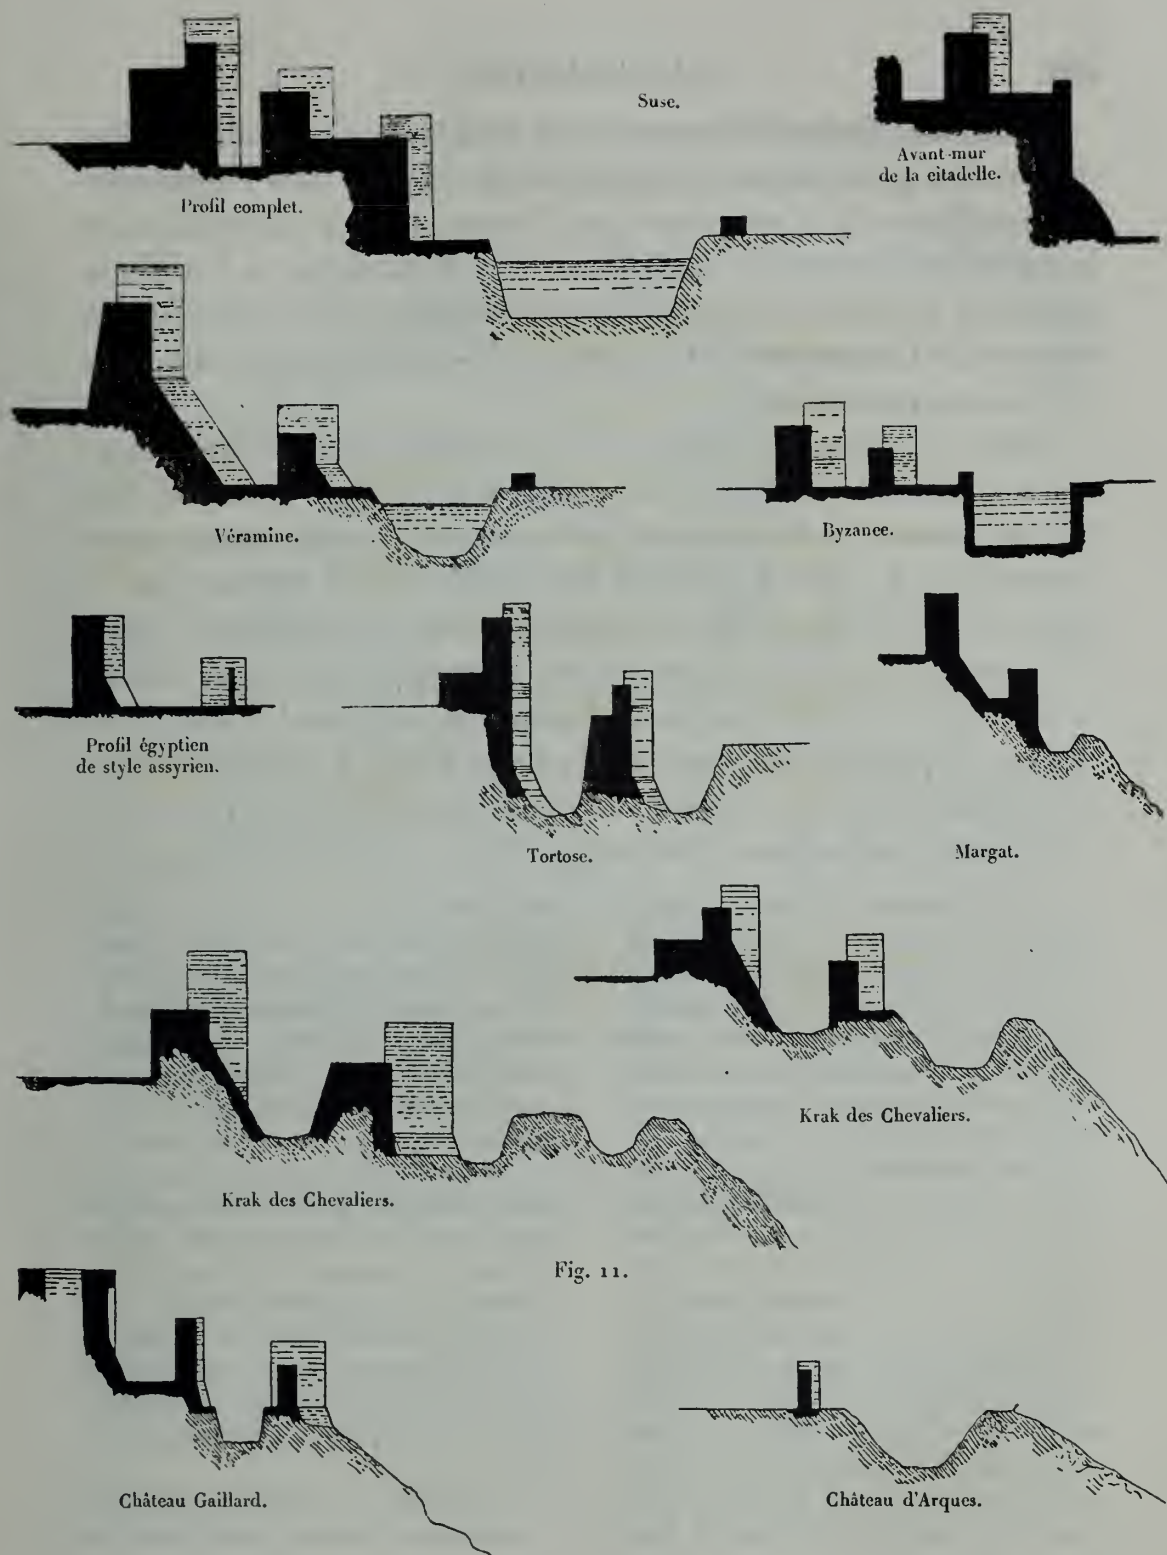 Suse.
Avant-mur
de la citadelle.
Profil complet.
Véramine.
Byzance.
Profil égyptien
de style assyrien.
Tortose.
Margat.
Krak des Chevaliers.
Krak des Chevaliers.
Fig. 11.
Château Gaillard.
Château d'Arques.